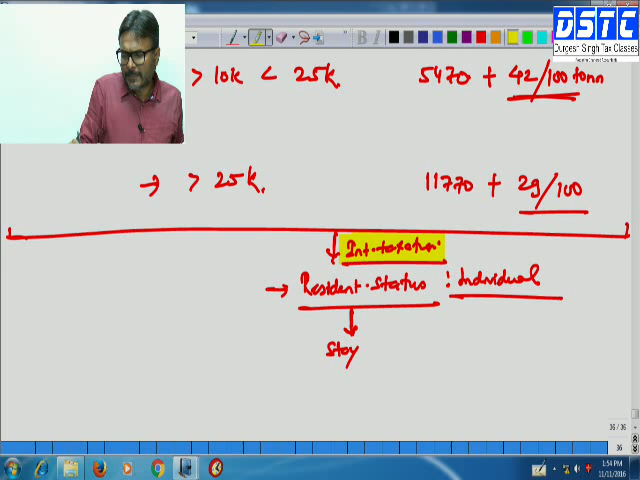 DSTC
Durgesh Singh Tax Classes
> 10k < 25k 5470 + 42/100 tonn
→ > 25k. 11770 + 29/100
Int. taxation.
→ Resident. Status : Individual
Stay
36 / 36
36
1:54 PM
11/11/2016